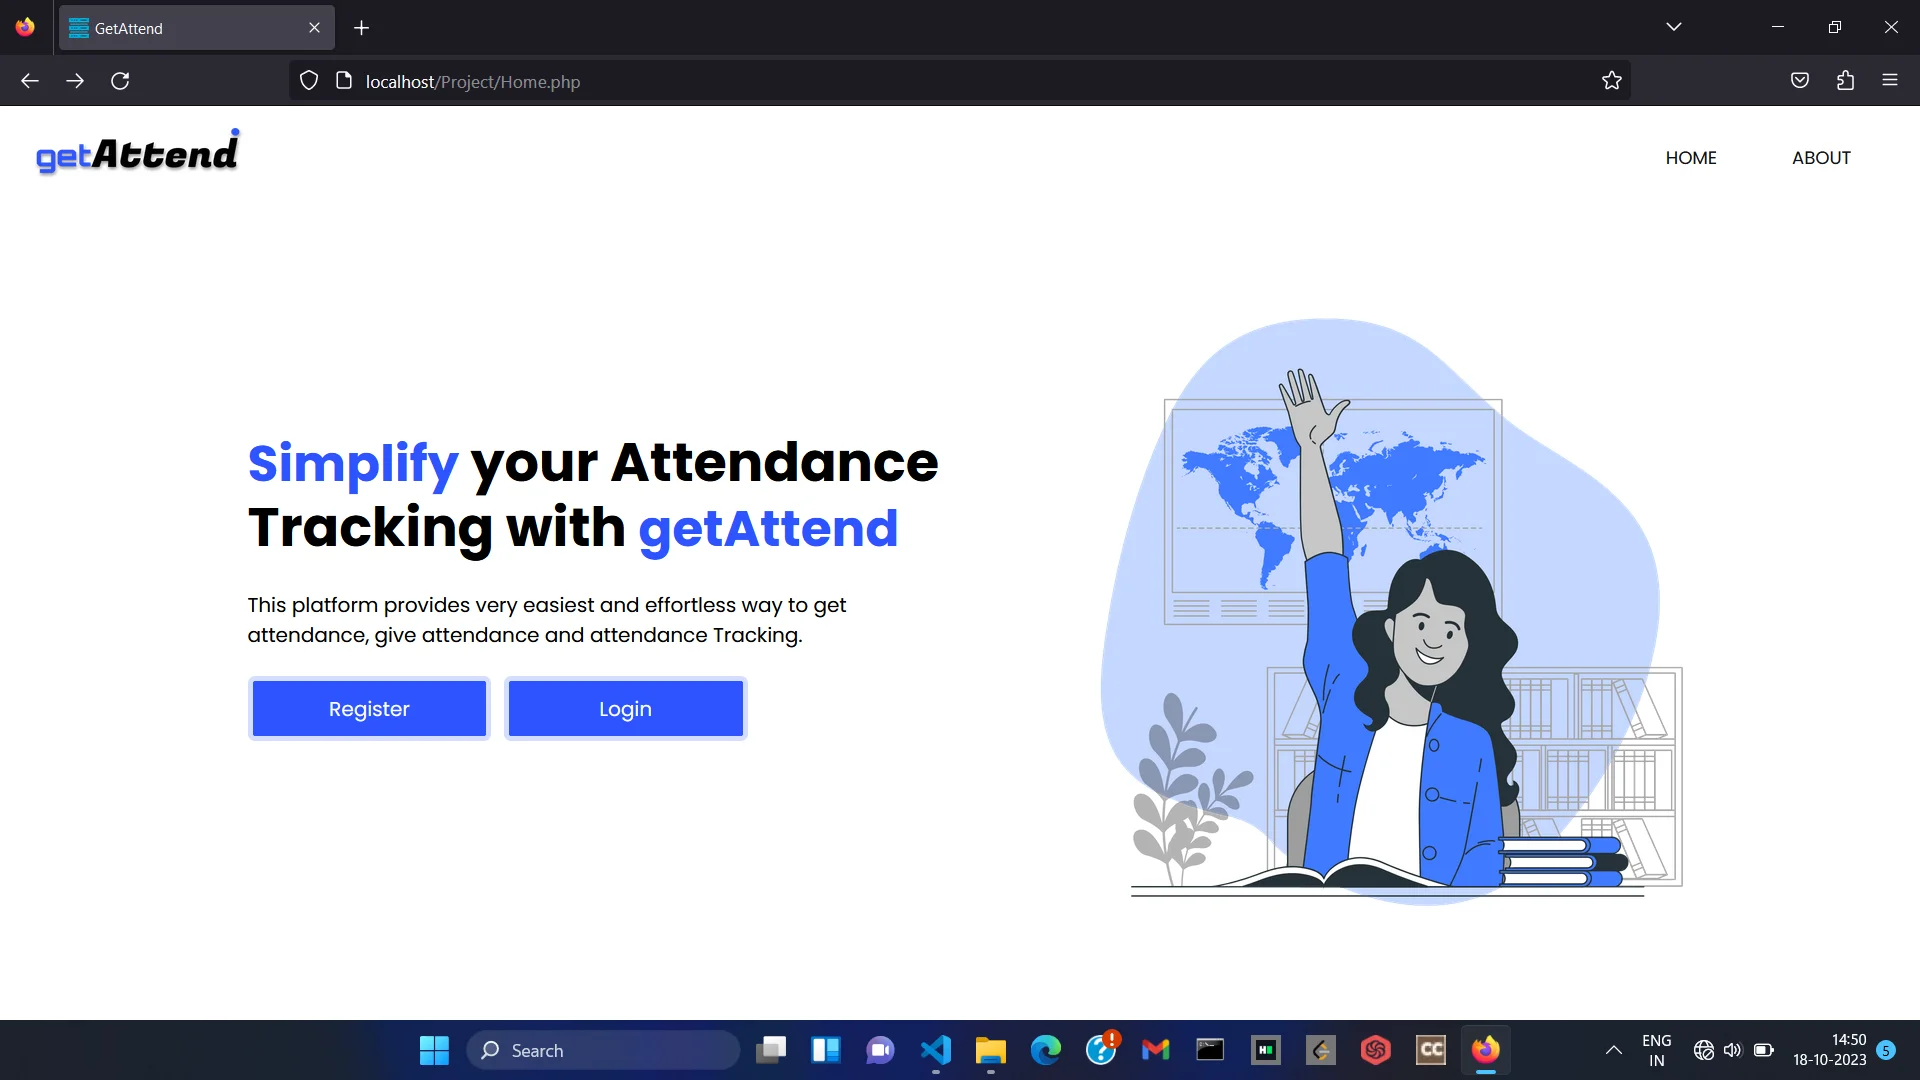 GetAttend
localhost/Project/Home.php
getAttend
HOME
ABOUT
Simplify your Attendance
Tracking with getAttend
This platform provides very easiest and effortless way to get
attendance, give attendance and attendance Tracking.
Register
Login
Search
CC
ENG
IN
14:50
18-10-2023
5